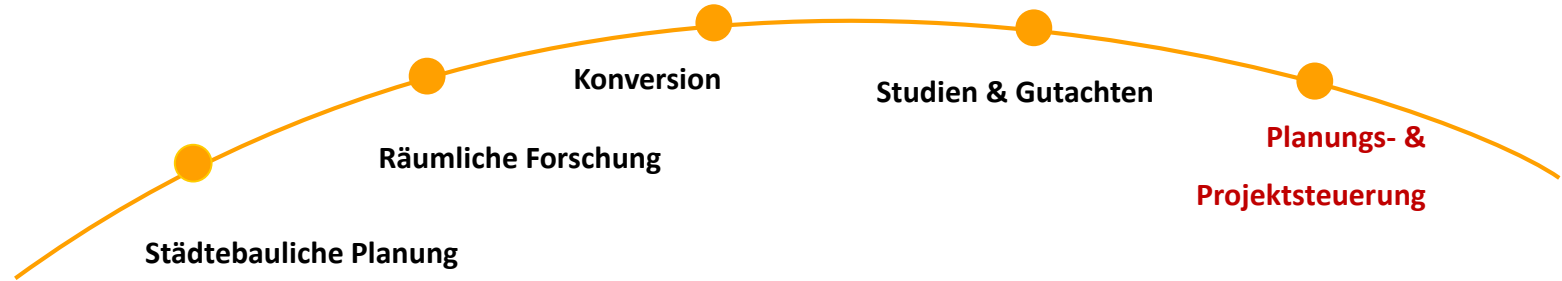 Städtebauliche Planung
Räumliche Forschung
Konversion
Studien & Gutachten
Planungs- &
Projektsteuerung